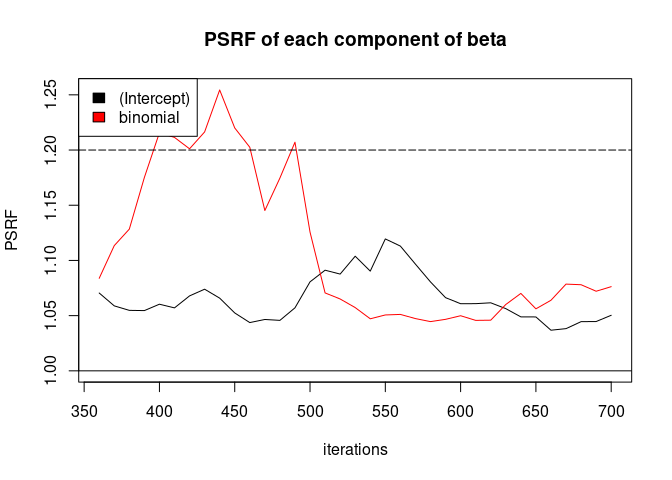 PSRF of each component of beta
(Intercept)
binomial
PSRF
1.25
1.20
1.15
1.10
1.05
1.00
350 400 450 500 550 600 650 700
iterations